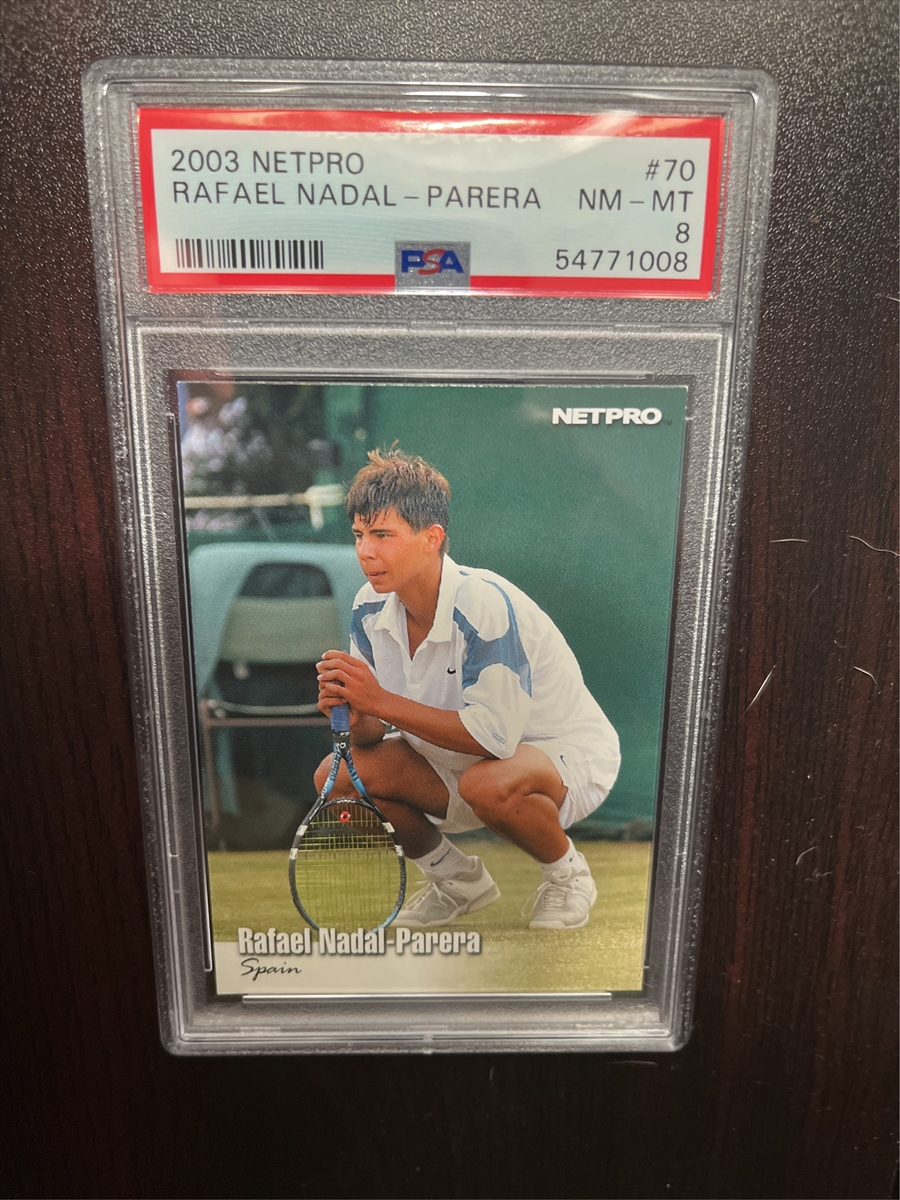 2003 NETPRO #70
RAFAEL NADAL-PARERA NM-MT
8
PSA 54771008
NETPRO
Rafael Nadal-Parera
Spain